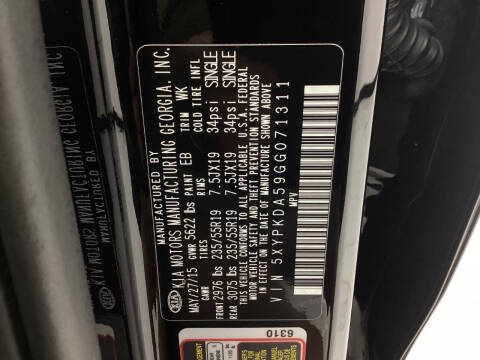 MANUFACTURED BY
KIA KIA MOTORS MANUFACTURING GEORGIA, INC.
MAY/27/15 GVWR 5622 lbs PAINT EB TRIM WK
GAWR TIRES RIMS COLD TIRE INFL
FRONT 2976 lbs 235/55R19 7.5JX19 34psi SINGLE
REAR 3075 lbs 235/55R19 7.5JX19 34psi SINGLE
THIS VEHICLE CONFORMS TO ALL APPLICABLE U.S.A. FEDERAL
MOTOR VEHICLE SAFETY AND THEFT PREVENTION STANDARDS
IN EFFECT ON THE DATE OF MANUFACTURE SHOWN ABOVE
VIN 5XYPKDA59GG071311
MPV
6310